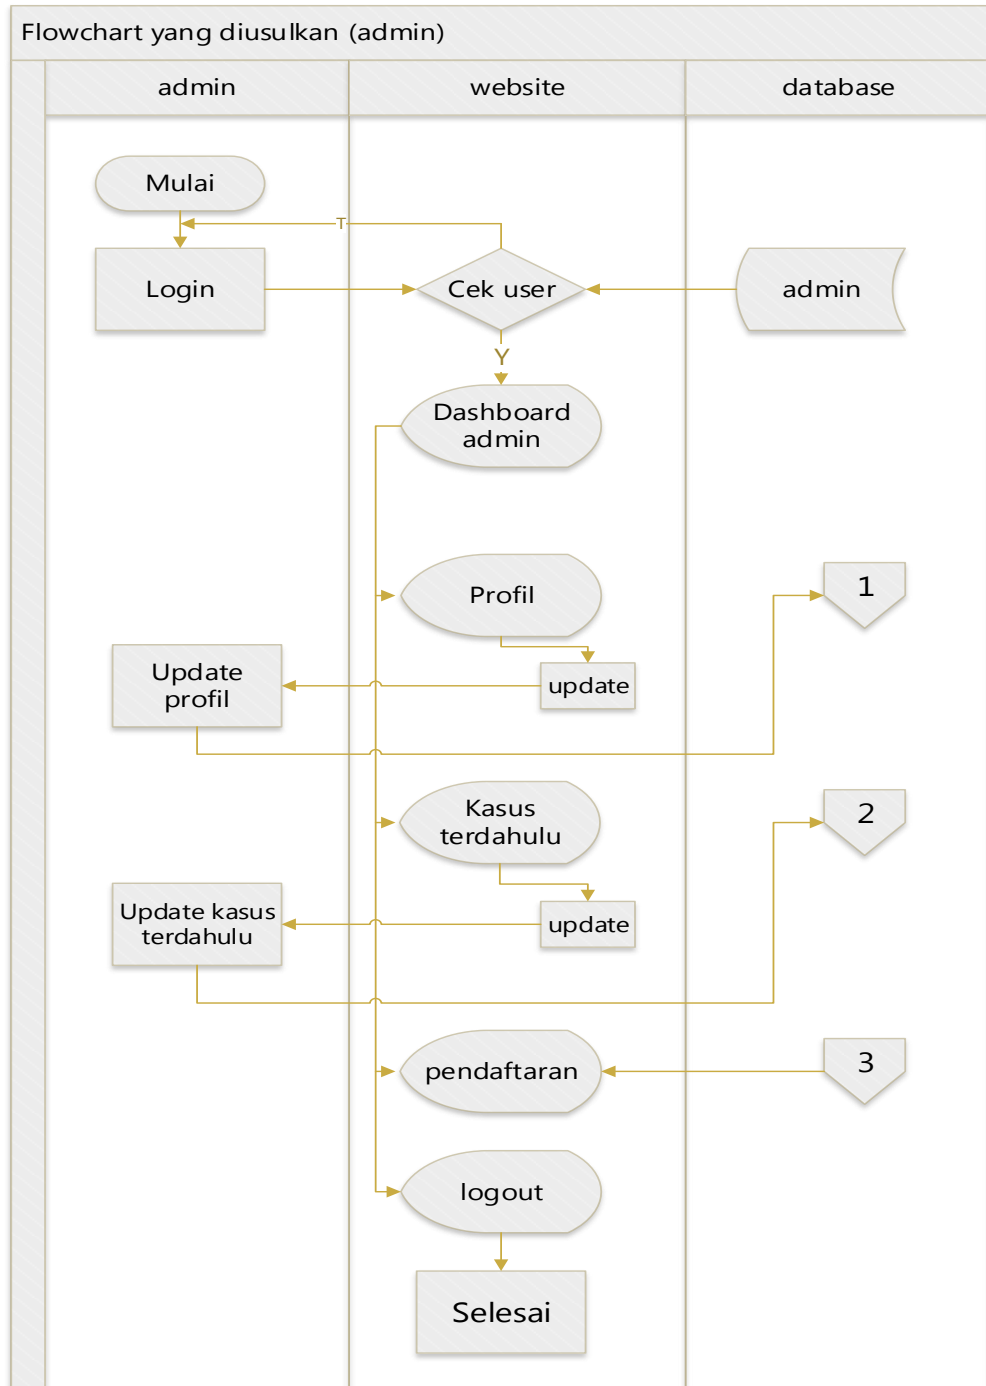 Flowchart yang diusulkan (admin)
admin
website
database
Mulai
T
Login
Cek user
admin
Y
Dashboard
admin
Profil
1
Update
profil
update
Kasus
terdahulu
2
Update kasus
terdahulu
update
pendaftaran
3
logout
Selesai